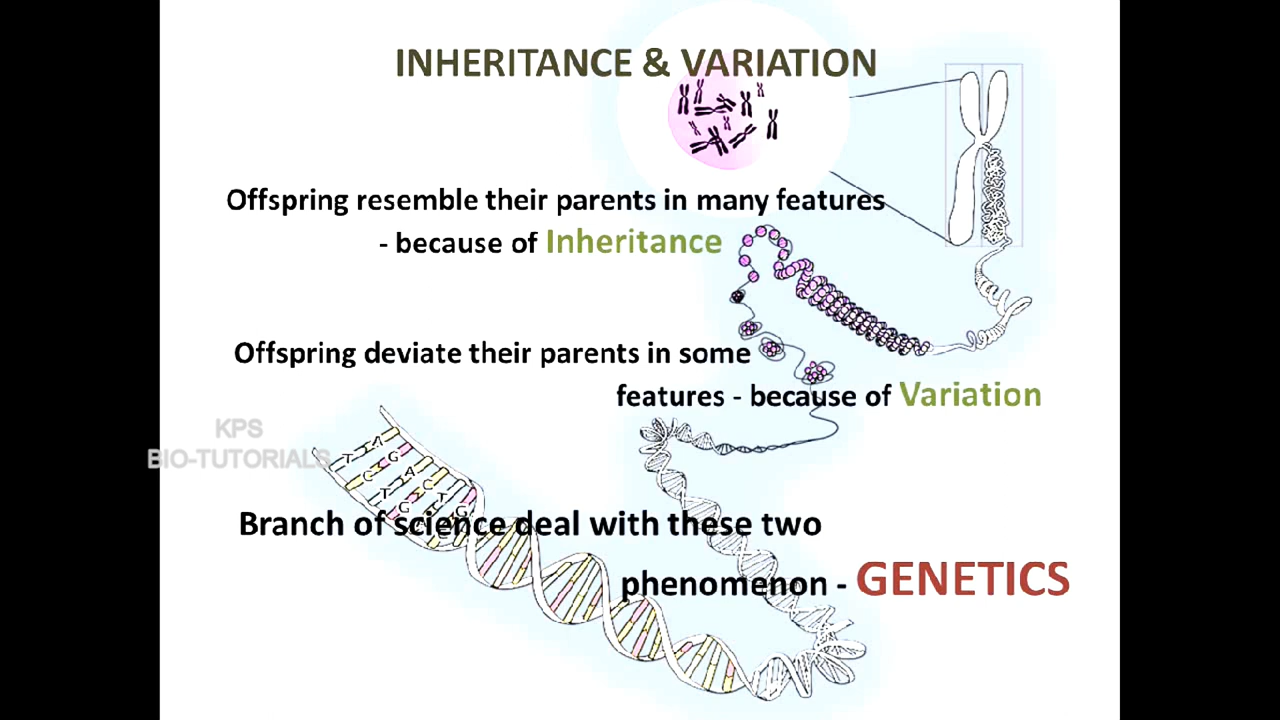 INHERITANCE & VARIATION
Offspring resemble their parents in many features
- because of Inheritance
Offspring deviate their parents in some
features - because of Variation
KPS
BIO-TUTORIALS
A
T G
C A
T C
G T
G
Branch of science deal with these two
phenomenon - GENETICS